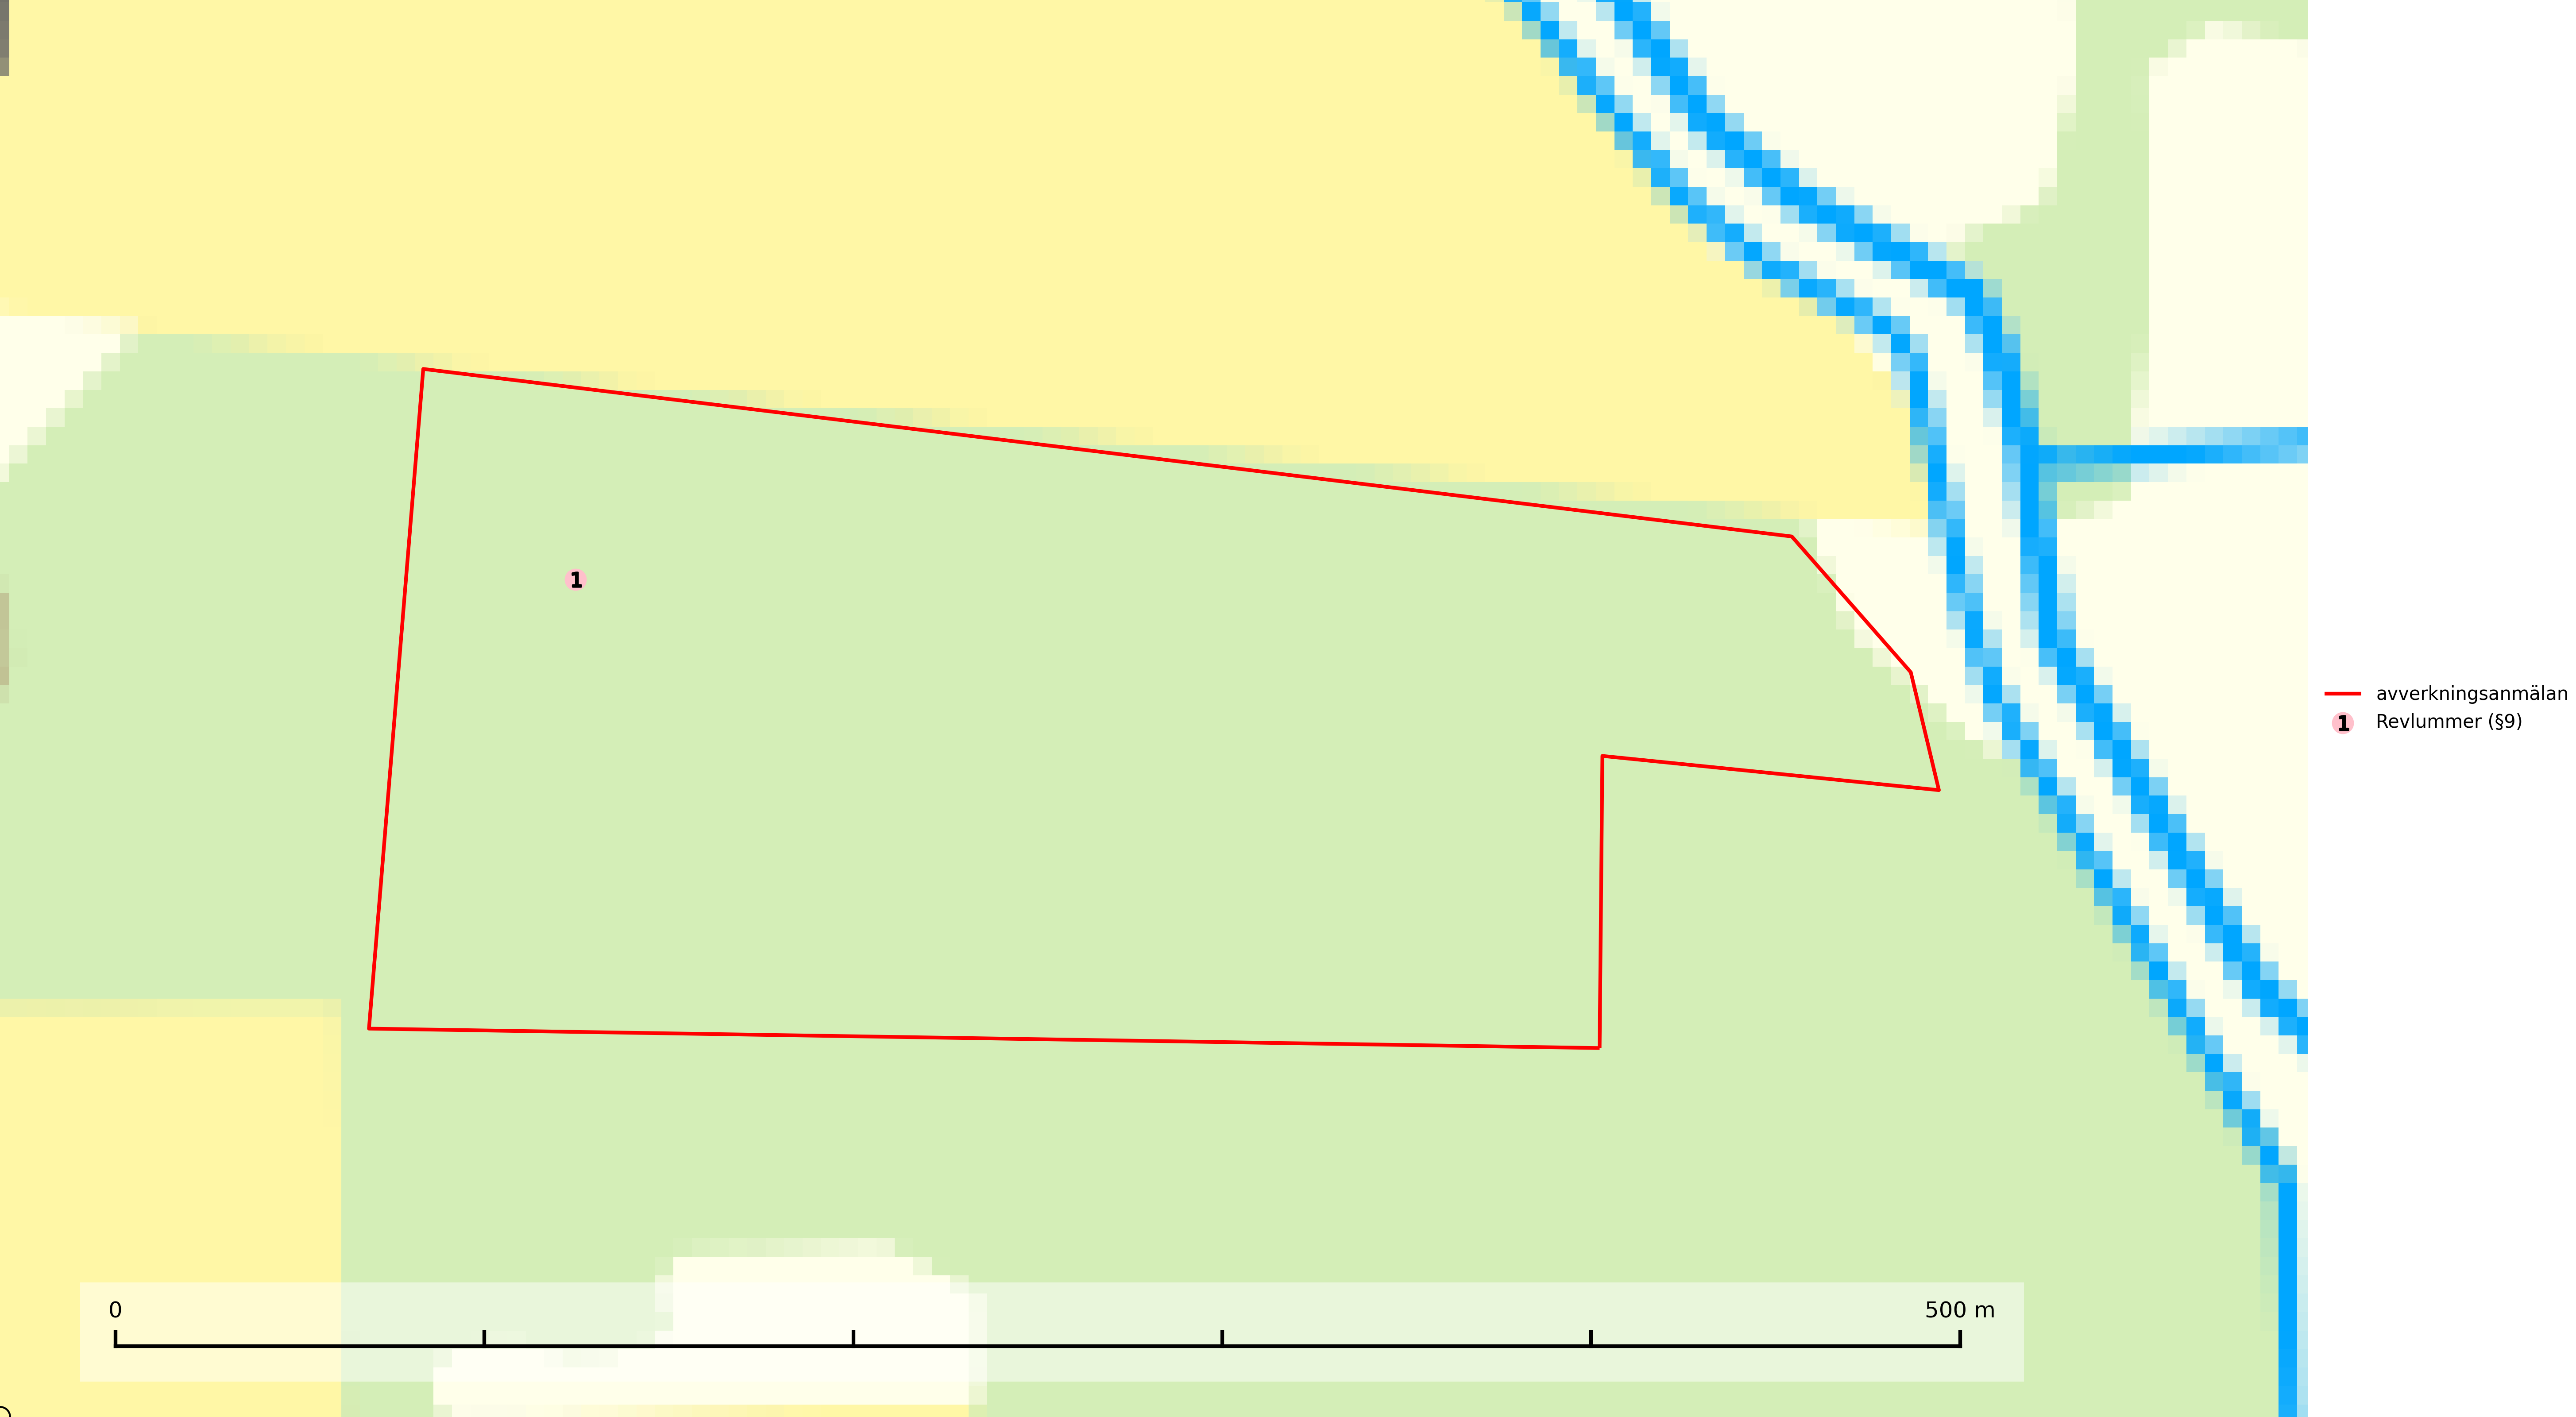 1
avverkningsanmälan
1 Revlummer (§9)
0 500 m